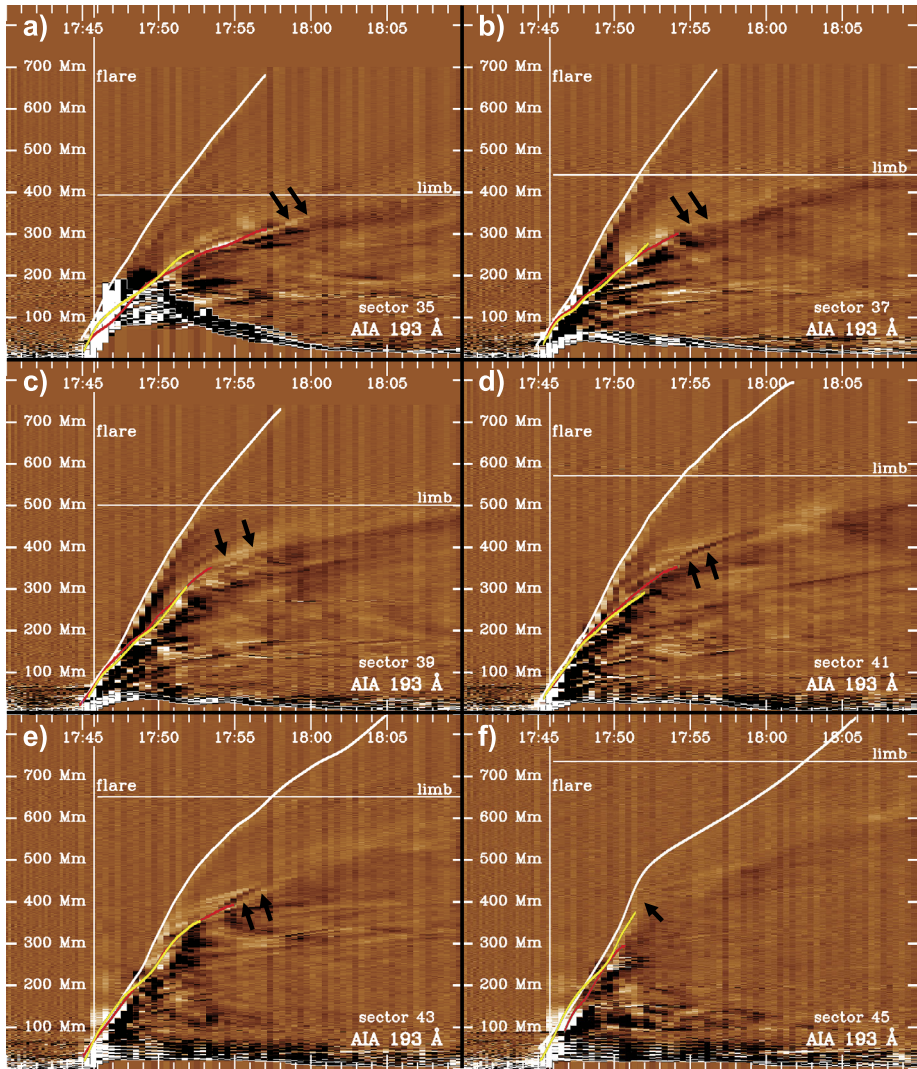 a)
17:45 17:50 17:55 18:00
700 Mm
flare
600 Mm
500 Mm
400 Mm
limb
300 Mm
200 Mm
100 Mm
sector 35
AIA 193 Å
b)
17:45 17:50 17:55 18:00
700 Mm
flare
600 Mm
500 Mm
400 Mm
limb
300 Mm
200 Mm
100 Mm
sector 37
AIA 193 Å
c)
17:45 17:50 17:55 18:00 18:05
700 Mm
flare
600 Mm
500 Mm
limb
400 Mm
300 Mm
200 Mm
100 Mm
sector 39
AIA 193 Å
d)
17:45 17:50 17:55 18:00 18:05
700 Mm
flare
600 Mm
limb
500 Mm
400 Mm
300 Mm
200 Mm
100 Mm
sector 41
AIA 193 Å
e)
17:45 17:50 17:55 18:00 18:05
700 Mm
flare
limb
600 Mm
500 Mm
400 Mm
300 Mm
200 Mm
100 Mm
sector 43
AIA 193 Å
f)
17:45 17:50 17:55 18:00 18:05
limb
700 Mm
flare
600 Mm
500 Mm
400 Mm
300 Mm
200 Mm
100 Mm
sector 45
AIA 193 Å